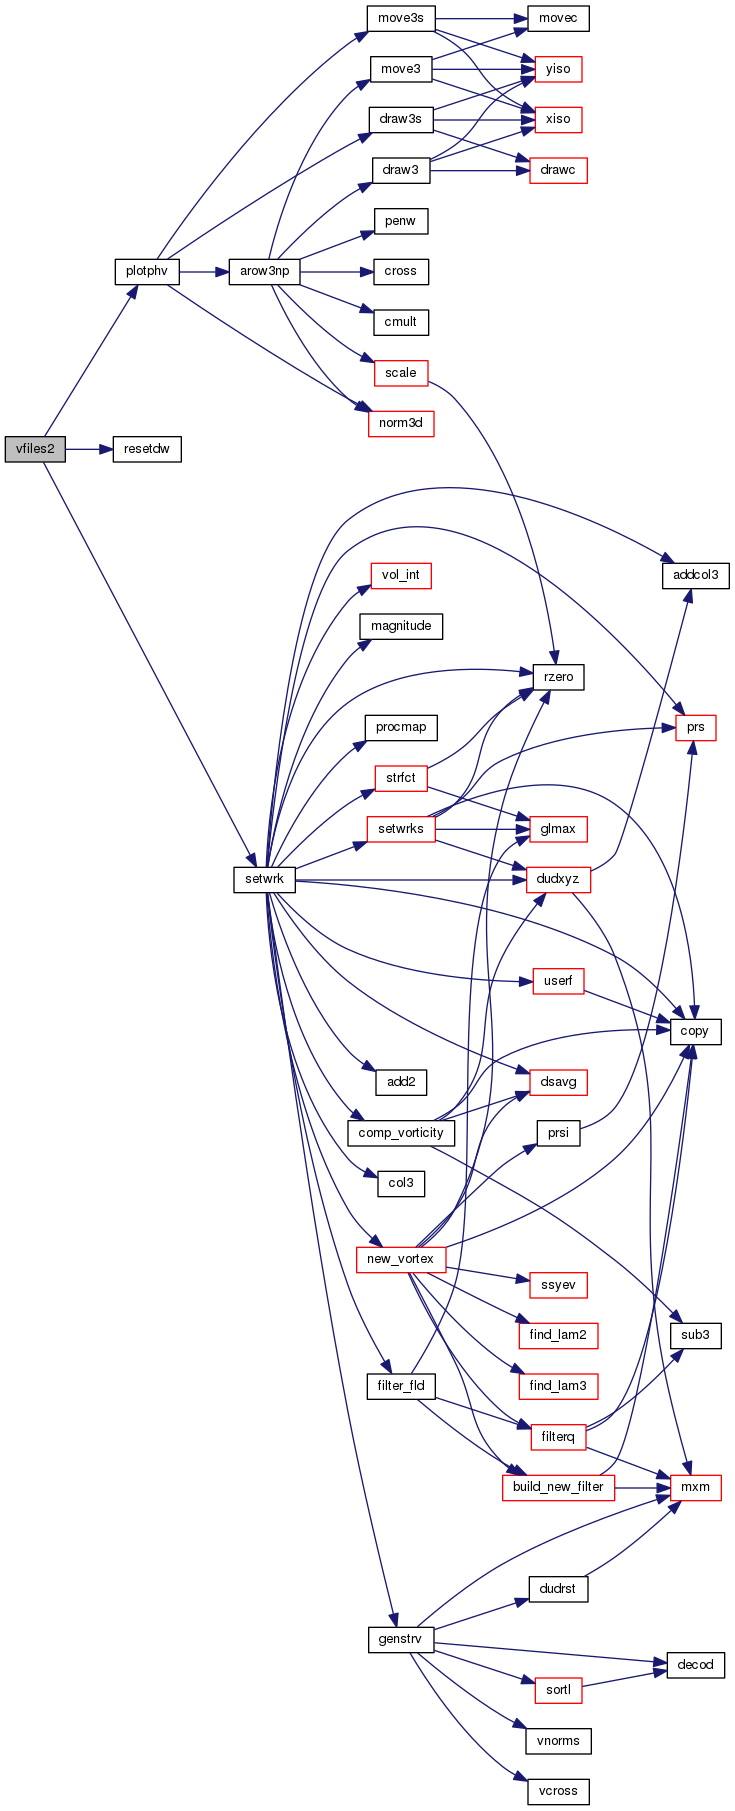 move3s
movec
move3
yiso
draw3s
xiso
draw3
drawc
penw
plotphv
arow3np
cross
cmult
scale
norm3d
vfiles2
resetdw
vol_int
addcol3
magnitude
rzero
procmap
prs
strfct
setwrks
glmax
setwrk
dudxyz
userf
copy
add2
dsavg
comp_vorticity
prsi
col3
new_vortex
ssyev
find_lam2
sub3
filter_fld
find_lam3
filterq
build_new_filter
mxm
dudrst
genstrv
decod
sortl
vnorms
vcross